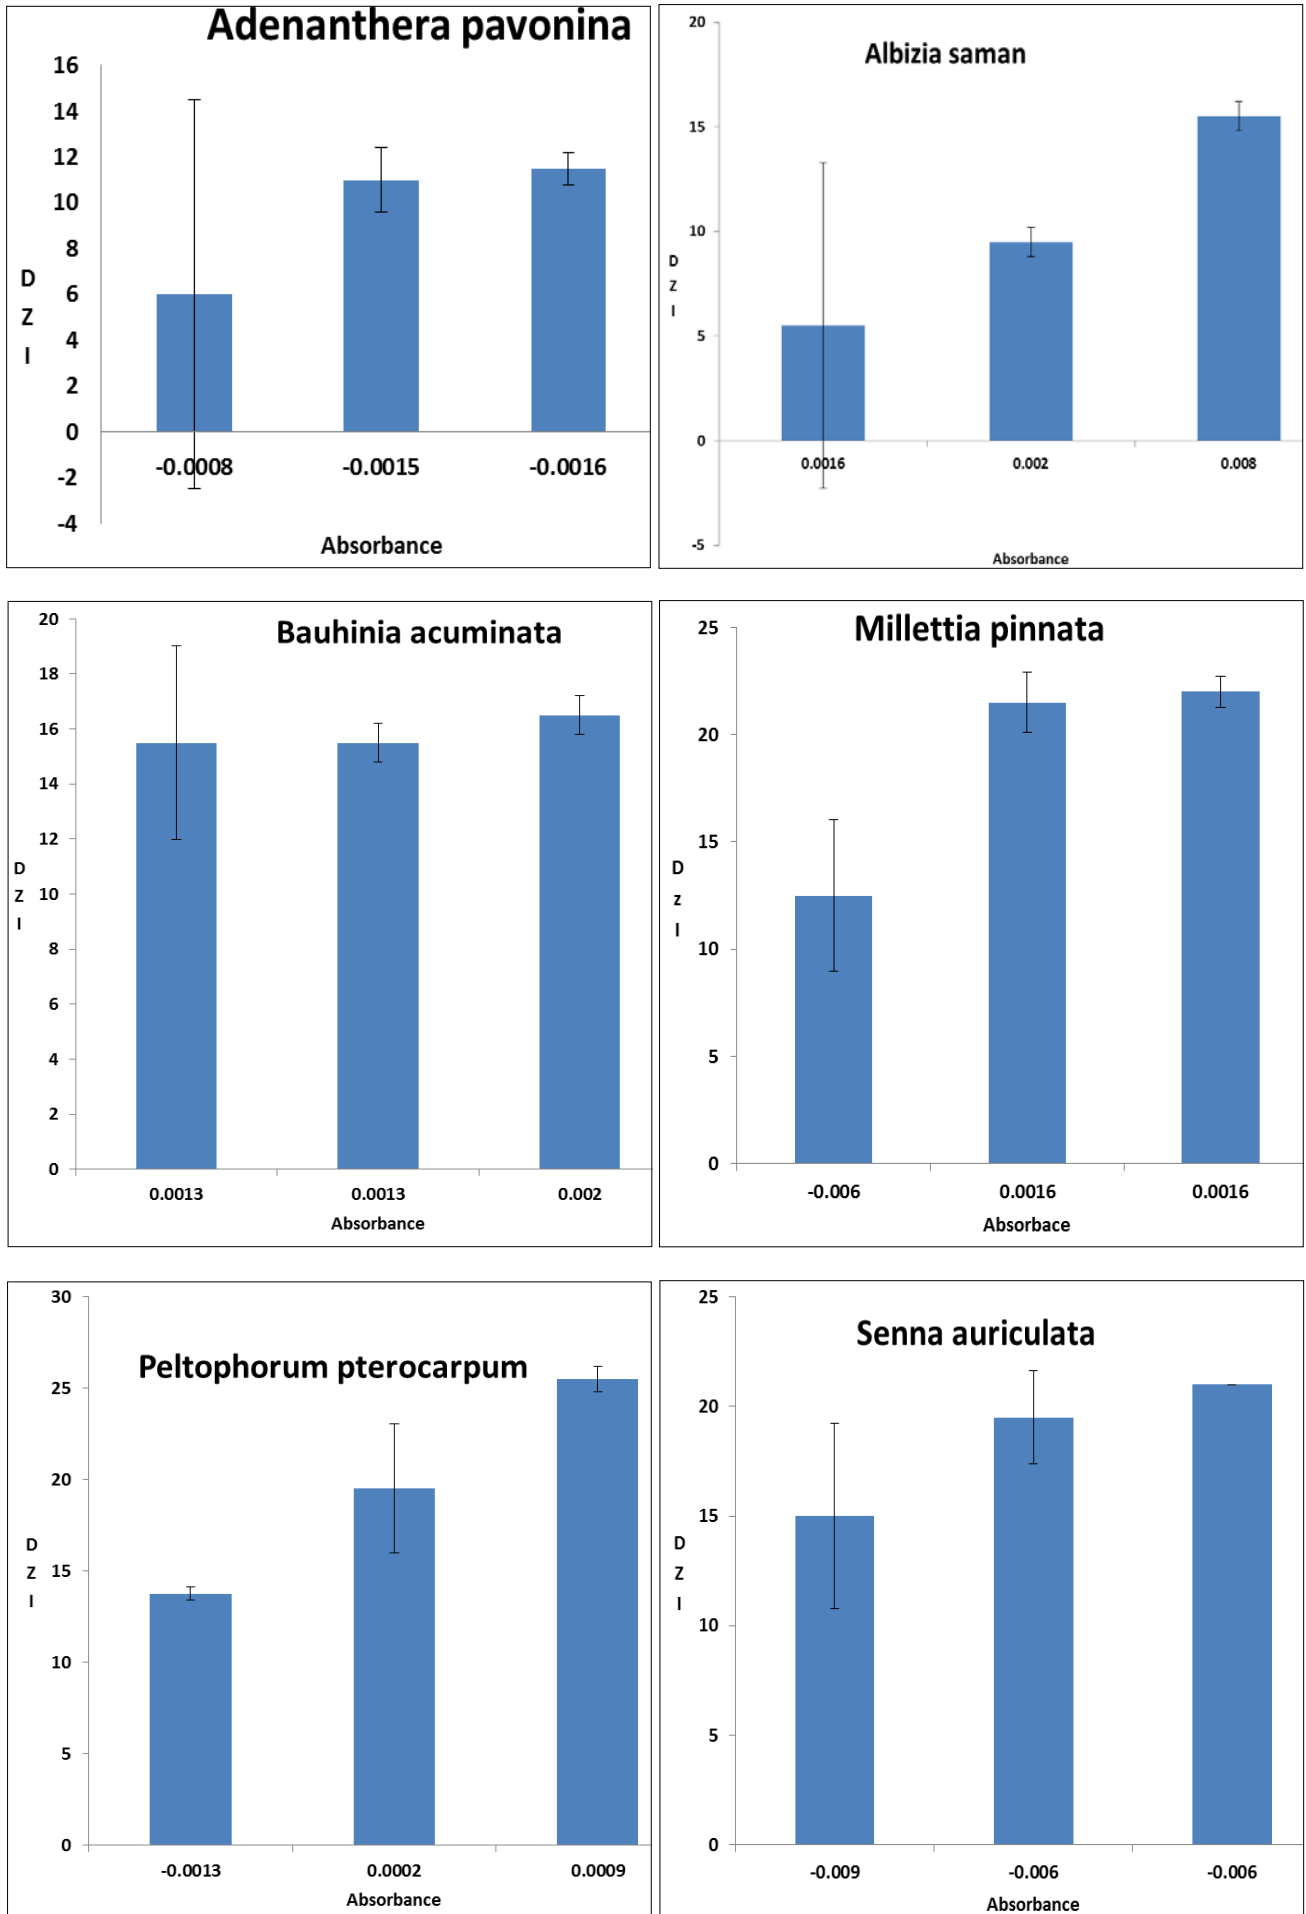 Adenanthera pavonina
16
14
12
10
8
6
4
2
0
-2
-4
D
Z
I
-0.0008 -0.0015 -0.0016
Absorbance
Albizia saman
20
15
10
5
0
-5
D
Z
I
0.0016 0.002 0.008
Absorbance
Bauhinia acuminata
20
18
16
14
12
10
8
6
4
2
0
D
Z
I
0.0013 0.0013 0.002
Absorbance
Millettia pinnata
25
20
15
10
5
0
D
z
I
-0.006 0.0016 0.0016
Absorbace
Peltophorum pterocarpum
30
25
20
15
10
5
0
D
Z
I
-0.0013 0.0002 0.0009
Absorbance
Senna auriculata
25
20
15
10
5
0
D
Z
I
-0.009 -0.006 -0.006
Absorbance